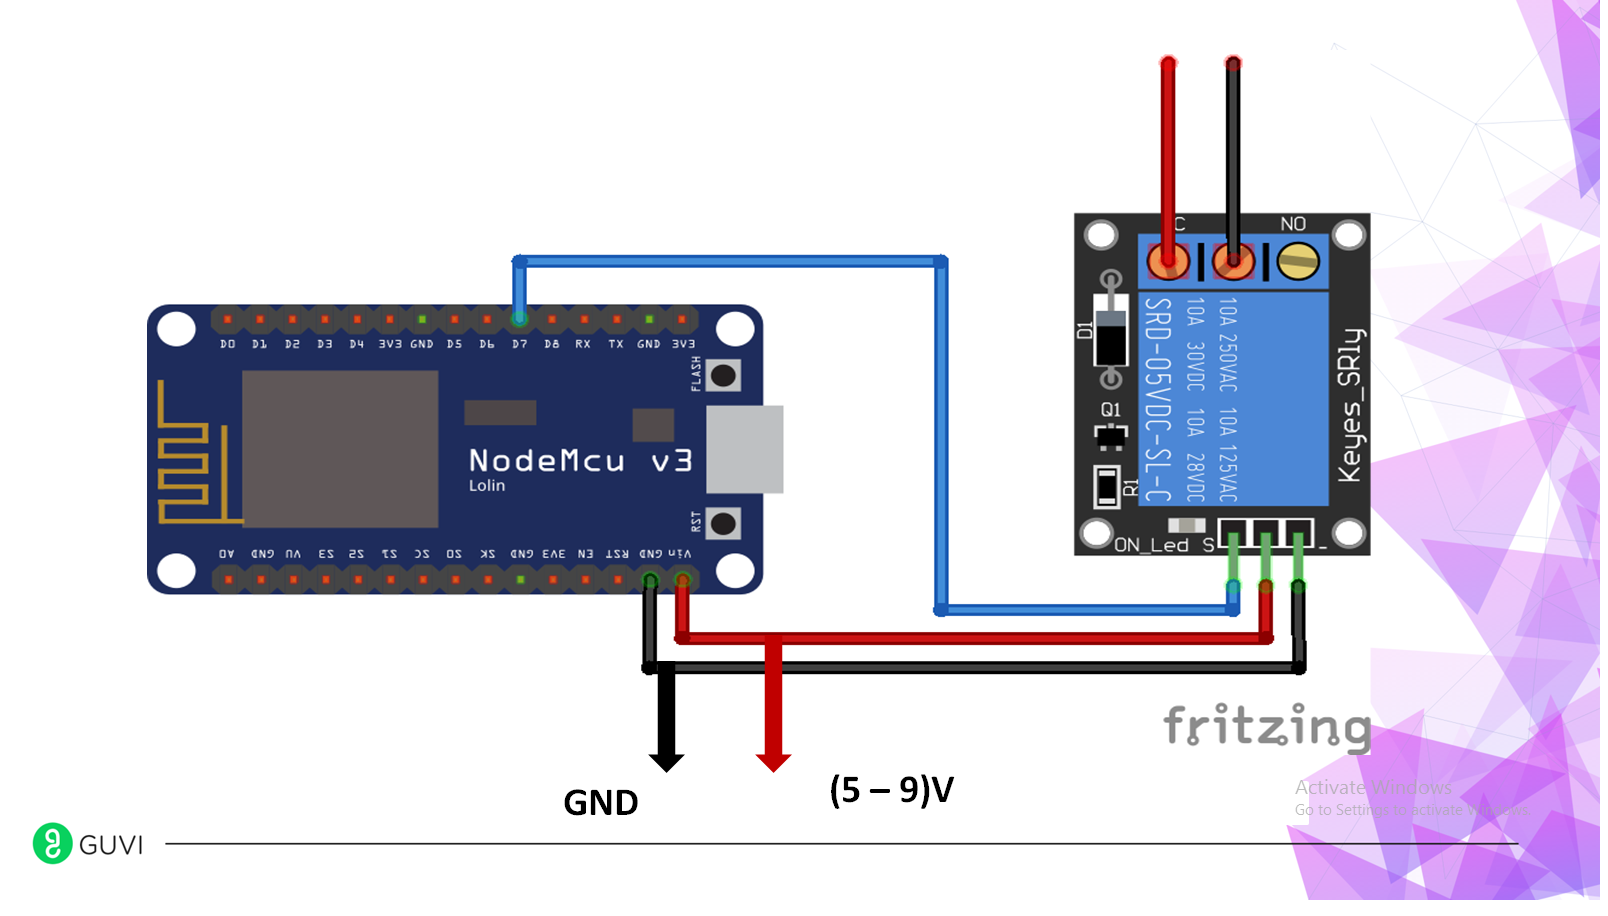 C NO
D0 D1 D2 D3 D4 3V3 GND D5 D6 D7 D8 RX TX GND 3V3
FLASH
NodeMcu v3
Lolin
RST
A0 GND VU S3 S2 S1 SC S0 SK GND 3V3 EN RST GND Vin
D1
Q1
R1
SRD-05VDC-SL-C
10A 30VDC 10A 28VDC
10A 250VAC 10A 125VAC
Keyes_SRly
ON_Led S -
fritzing
GND
(5 – 9)V
Activate Windows
Go to Settings to activate Windows.
GUVI